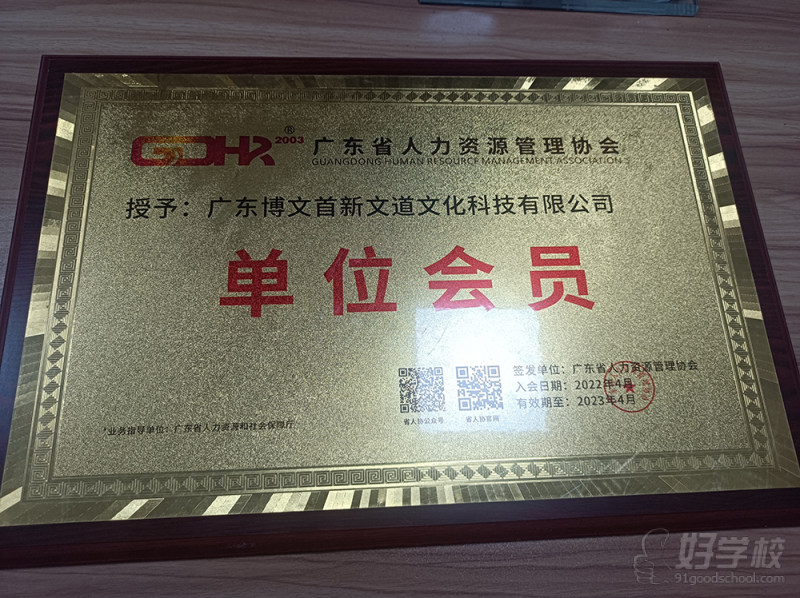 GDHR ® 2003
广东省人力资源管理协会
GUANGDONG HUMAN RESOURCE MANAGEMENT ASSOCIATION
授予：广东博文首新文道文化科技有限公司
单位会员
签发单位：广东省人力资源管理协会
入会日期：2022年4月
有效期至：2023年4月
省人协公众号
省人协官网
*业务指导单位：广东省人力资源和社会保障厅
好学校
91goodschool.com